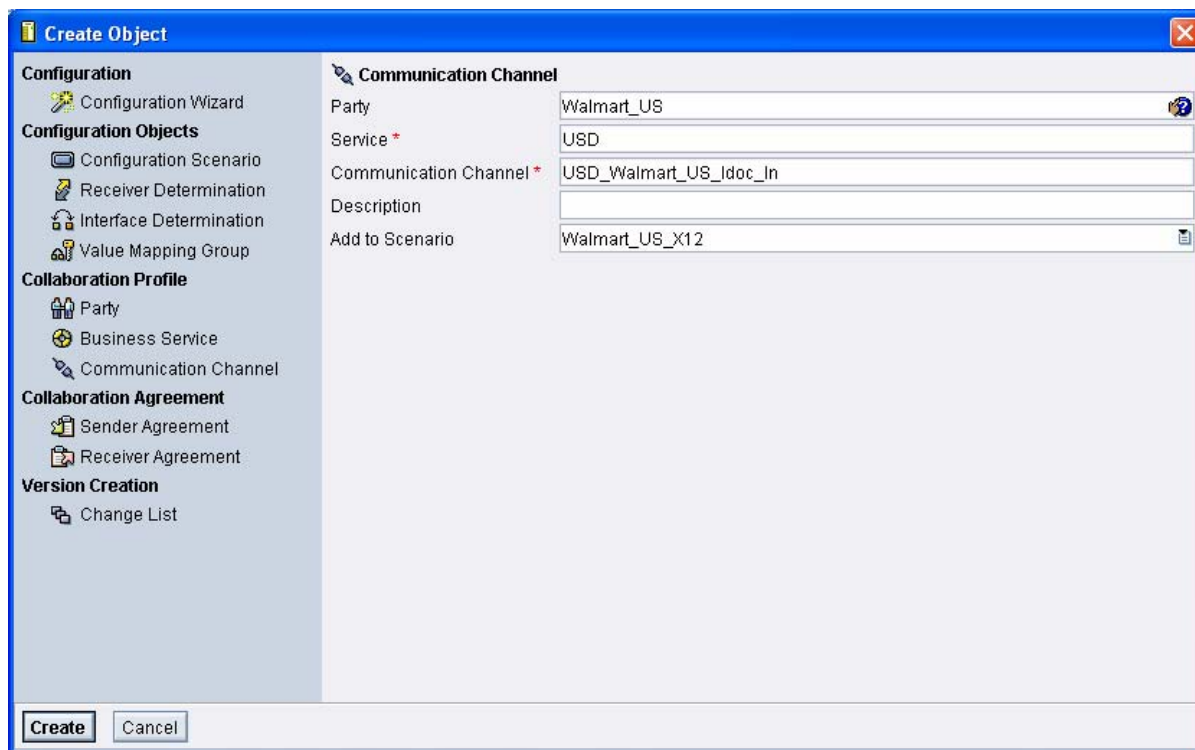 Create Object
Configuration
Configuration Wizard
Configuration Objects
Configuration Scenario
Receiver Determination
Interface Determination
Value Mapping Group
Collaboration Profile
Party
Business Service
Communication Channel
Collaboration Agreement
Sender Agreement
Receiver Agreement
Version Creation
Change List
Communication Channel
Party Walmart_US
Service * USD
Communication Channel * USD_Walmart_US_Idoc_In
Description
Add to Scenario Walmart_US_X12
Create Cancel